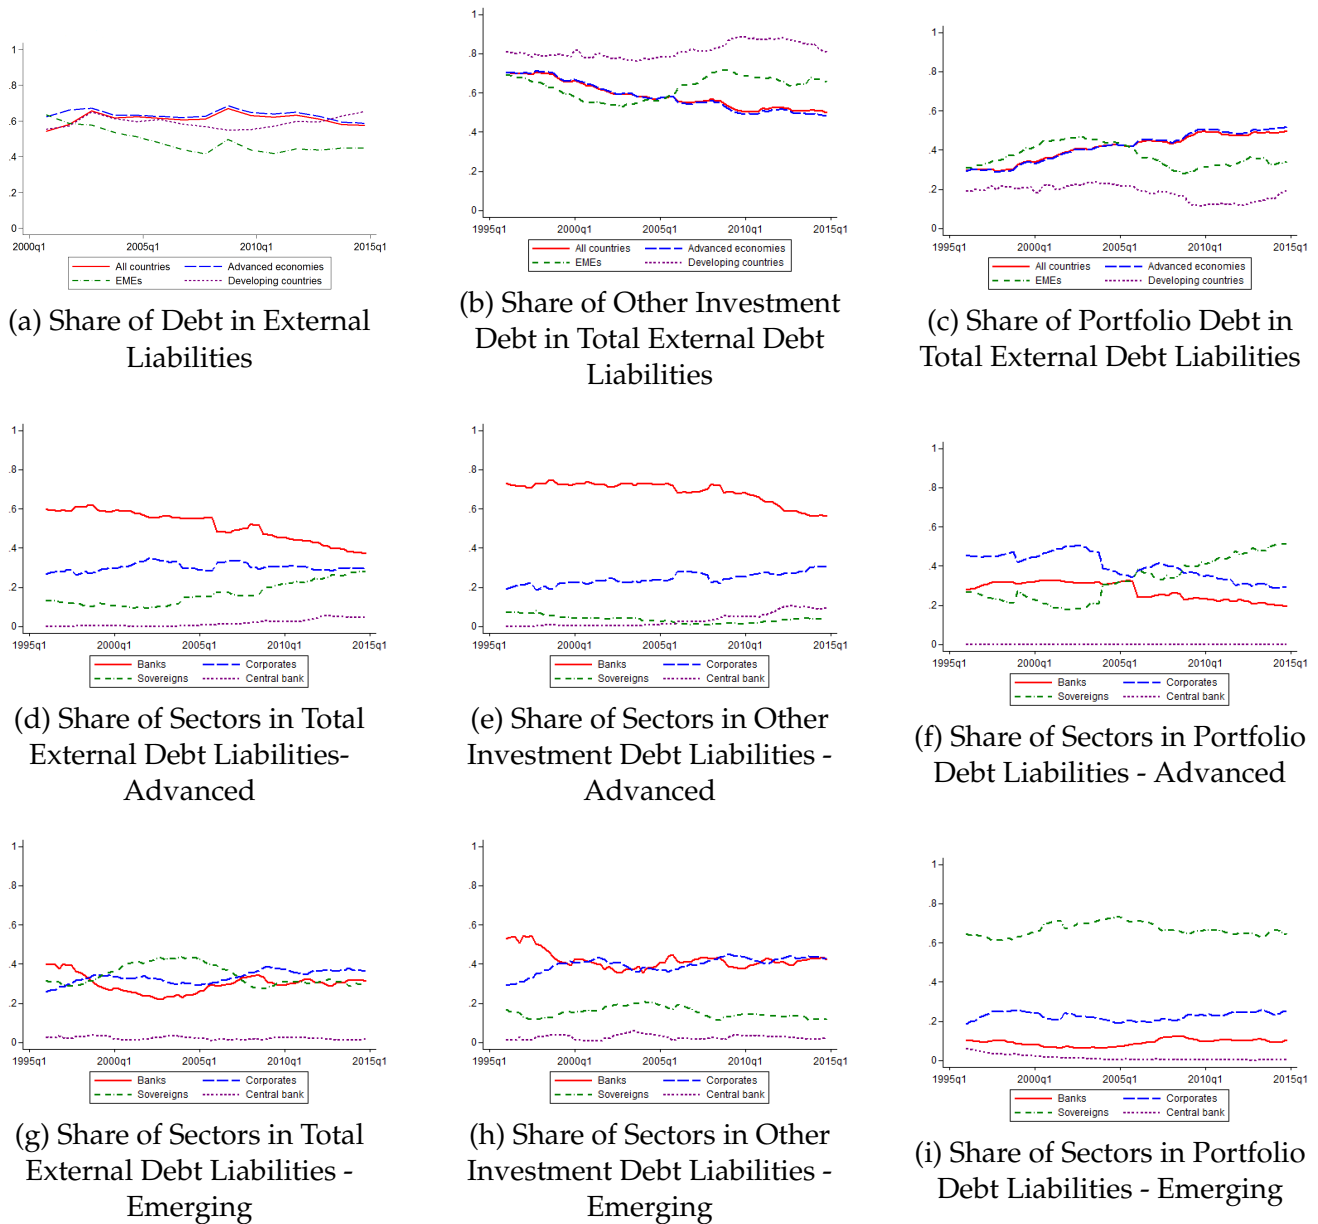 1
.8
.6
.4
.2
0
2000q1 2005q1 2010q1 2015q1
All countries Advanced economies
EMEs Developing countries
(a) Share of Debt in External
Liabilities
1
.8
.6
.4
.2
0
1995q1 2000q1 2005q1 2010q1 2015q1
All countries Advanced economies
EMEs Developing countries
(b) Share of Other Investment
Debt in Total External Debt
Liabilities
1
.8
.6
.4
.2
0
1995q1 2000q1 2005q1 2010q1 2015q1
All countries Advanced economies
EMEs Developing countries
(c) Share of Portfolio Debt in
Total External Debt Liabilities
1
.8
.6
.4
.2
0
1995q1 2000q1 2005q1 2010q1 2015q1
Banks Corporates
Sovereigns Central bank
(d) Share of Sectors in Total
External Debt Liabilities-
Advanced
1
.8
.6
.4
.2
0
1995q1 2000q1 2005q1 2010q1 2015q1
Banks Corporates
Sovereigns Central bank
(e) Share of Sectors in Other
Investment Debt Liabilities -
Advanced
1
.8
.6
.4
.2
0
1995q1 2000q1 2005q1 2010q1 2015q1
Banks Corporates
Sovereigns Central bank
(f) Share of Sectors in Portfolio
Debt Liabilities - Advanced
1
.8
.6
.4
.2
0
1995q1 2000q1 2005q1 2010q1 2015q1
Banks Corporates
Sovereigns Central bank
(g) Share of Sectors in Total
External Debt Liabilities -
Emerging
1
.8
.6
.4
.2
0
1995q1 2000q1 2005q1 2010q1 2015q1
Banks Corporates
Sovereigns Central bank
(h) Share of Sectors in Other
Investment Debt Liabilities -
Emerging
1
.8
.6
.4
.2
0
1995q1 2000q1 2005q1 2010q1 2015q1
Banks Corporates
Sovereigns Central bank
(i) Share of Sectors in Portfolio
Debt Liabilities - Emerging